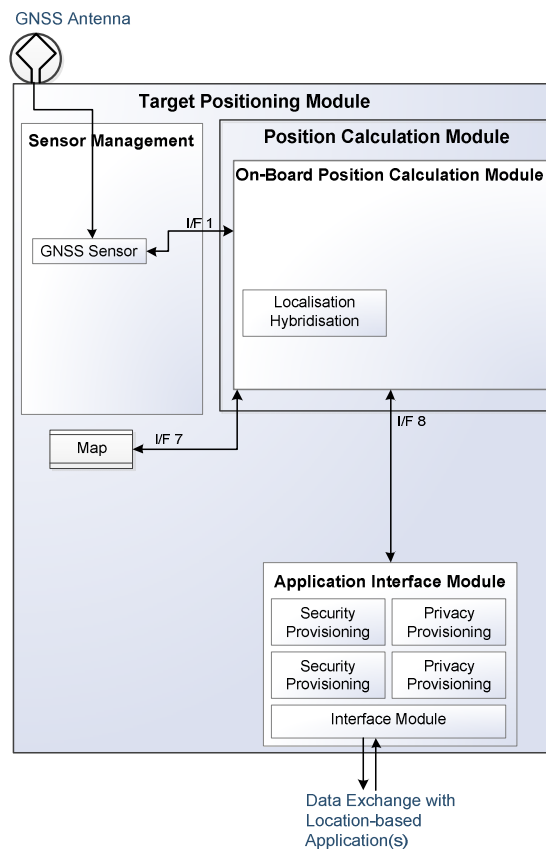 GNSS Antenna
Target Positioning Module
Sensor Management
Position Calculation Module
On-Board Position Calculation Module
I/F 1
GNSS Sensor
Localisation
Hybridisation
I/F 8
Map
I/F 7
Application Interface Module
Security
Provisioning
Privacy
Provisioning
Security
Provisioning
Privacy
Provisioning
Interface Module
Data Exchange with
Location-based
Application(s)